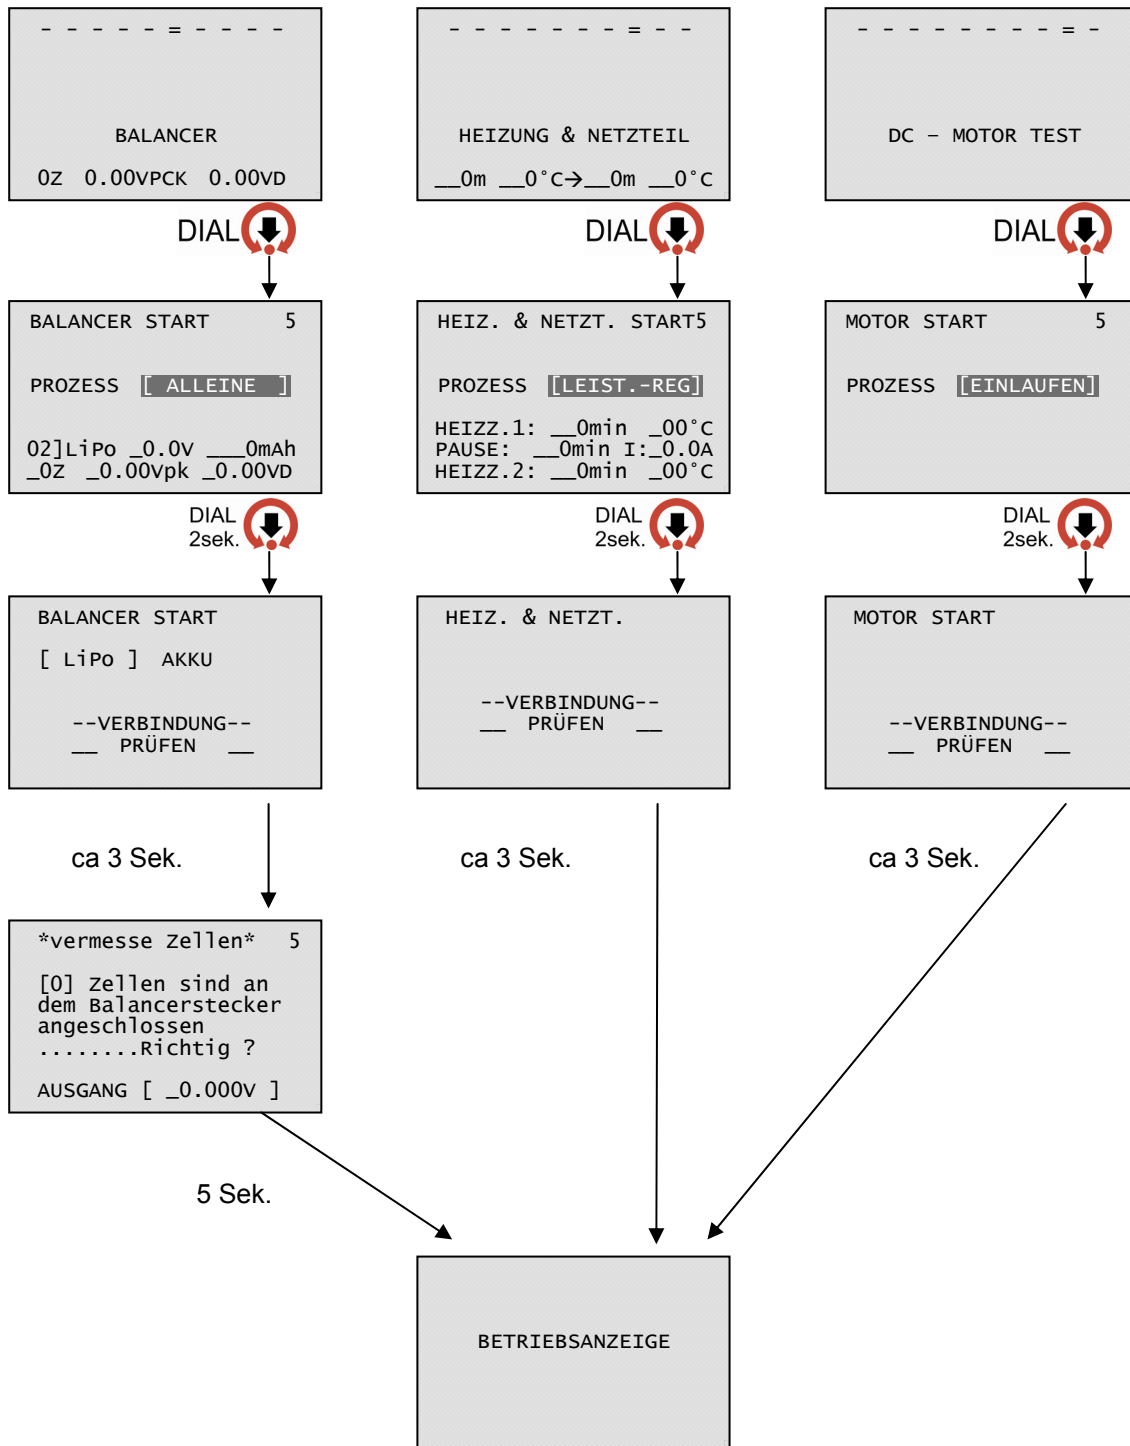 - - - - - = - - - -
BALANCER
0Z 0.00VPCK 0.00VD
DIAL
BALANCER START 5
PROZESS [ ALLEINE ]
02]LiPo _0.0V ___0mAh
_0Z _0.00Vpk _0.00VD
DIAL
2sek.
BALANCER START
[ LiPo ] AKKU
--VERBINDUNG--
__ PRÜFEN __
ca 3 Sek.
*vermesse Zellen* 5
[0] Zellen sind an
dem Balancerstecker
angeschlossen
........Richtig ?
AUSGANG [ _0.000V ]
5 Sek.
- - - - - - - = - -
HEIZUNG & NETZTEIL
__0m __0°C→__0m __0°C
DIAL
HEIZ. & NETZT. START5
PROZESS [LEIST.-REG]
HEIZZ.1: __0min _00°C
PAUSE: __0min I:_0.0A
HEIZZ.2: __0min _00°C
DIAL
2sek.
HEIZ. & NETZT.
--VERBINDUNG--
__ PRÜFEN __
ca 3 Sek.
- - - - - - - - = -
DC - MOTOR TEST
DIAL
MOTOR START 5
PROZESS [EINLAUFEN]
DIAL
2sek.
MOTOR START
--VERBINDUNG--
__ PRÜFEN __
ca 3 Sek.
BETRIEBSANZEIGE